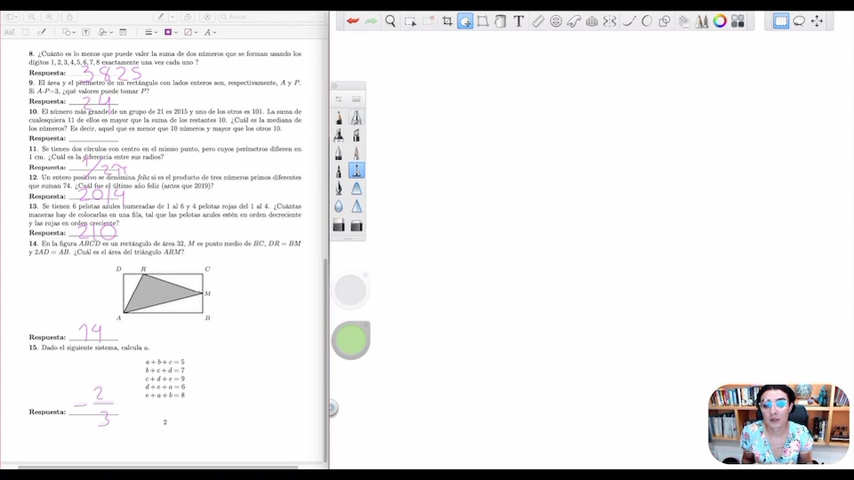 Buscar
8. ¿Cuánto es lo menos que puede valer la suma de dos números que se forman usando los
dígitos 1, 2, 3, 4, 5, 6, 7, 8 exactamente una vez cada uno ?
Respuesta: 3825
9. El área y el perímetro de un rectángulo con lados enteros son, respectivamente, A y P.
Si A-P=3, ¿qué valores puede tomar P?
Respuesta: 24
10. El número más grande de un grupo de 21 es 2015 y uno de los otros es 101. La suma de
cualesquiera 11 de ellos es mayor que la suma de los restantes 10. ¿Cuál es la mediana de
los números? Es decir, aquel que es menor que 10 números y mayor que los otros 10.
Respuesta:
11. Se tienen dos círculos con centro en el mismo punto, pero cuyos perímetros difieren en
1 cm. ¿Cuál es la diferencia entre sus radios?
Respuesta: 1/2π
12. Un entero positivo se denomina feliz si es el producto de tres números primos diferentes
que suman 74. ¿Cuál fue el último año feliz (antes que 2019)?
Respuesta: 2014
13. Se tienen 6 pelotas azules numeradas de 1 al 6 y 4 pelotas rojas del 1 al 4. ¿Cuántas
maneras hay de colocarlas en una fila, tal que las pelotas azules estén en orden decreciente
y las rojas en orden creciente?
Respuesta: 210
14. En la figura ABCD es un rectángulo de área 32, M es punto medio de BC, DR = BM
y 2AD = AB. ¿Cuál es el área del triángulo ARM?
D R C
M
A B
Respuesta: 14
15. Dado el siguiente sistema, calcula a.
a + b + c = 5
b + c + d = 7
c + d + e = 9
d + e + a = 6
e + a + b = 8
Respuesta: - 2/3
2